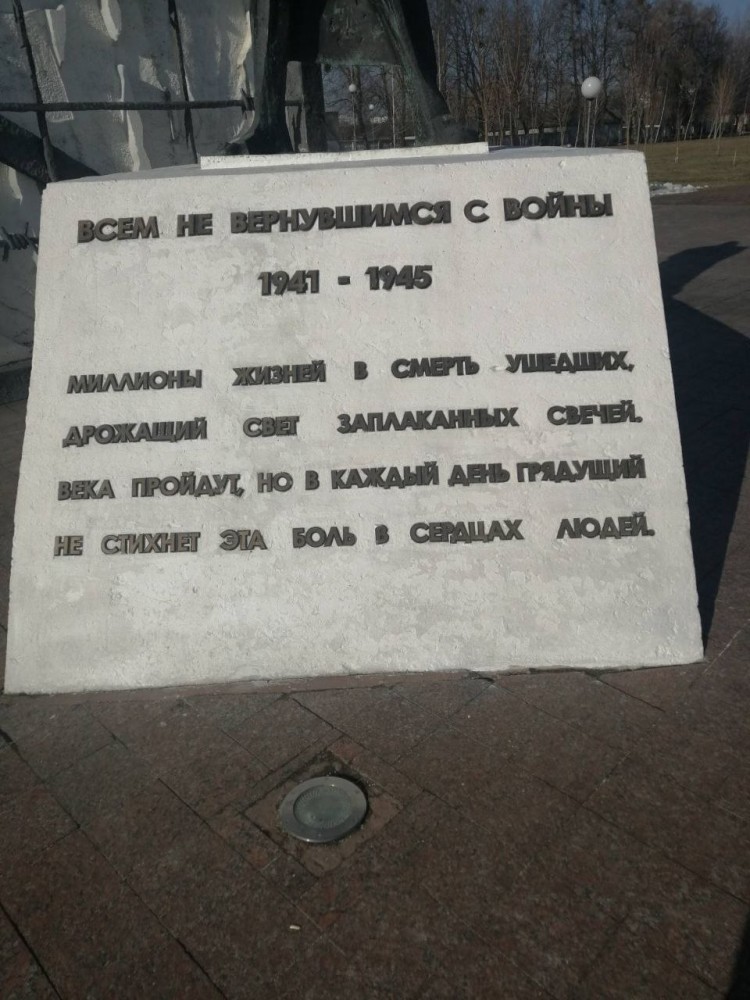 ВСЕМ НЕ ВЕРНУВШИМСЯ С ВОЙНЫ
1941 - 1945
МИЛЛИОНЫ ЖИЗНЕЙ В СМЕРТЬ УШЕДШИХ,
ДРОЖАЩИЙ СВЕТ ЗАПЛАКАННЫХ СВЕЧЕЙ.
ВЕКА ПРОЙДУТ, НО В КАЖДЫЙ ДЕНЬ ГРЯДУЩИЙ
НЕ СТИХНЕТ ЭТА БОЛЬ В СЕРДЦАХ ЛЮДЕЙ.